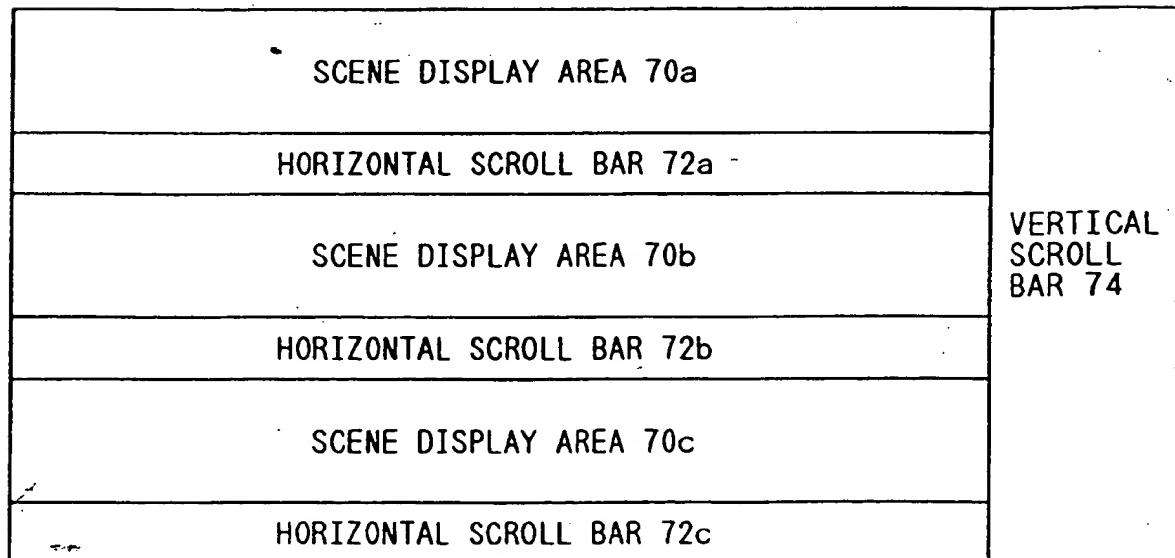 SCENE DISPLAY AREA 70a
HORIZONTAL SCROLL BAR 72a
SCENE DISPLAY AREA 70b
HORIZONTAL SCROLL BAR 72b
SCENE DISPLAY AREA 70c
HORIZONTAL SCROLL BAR 72c
VERTICAL
SCROLL
BAR 74